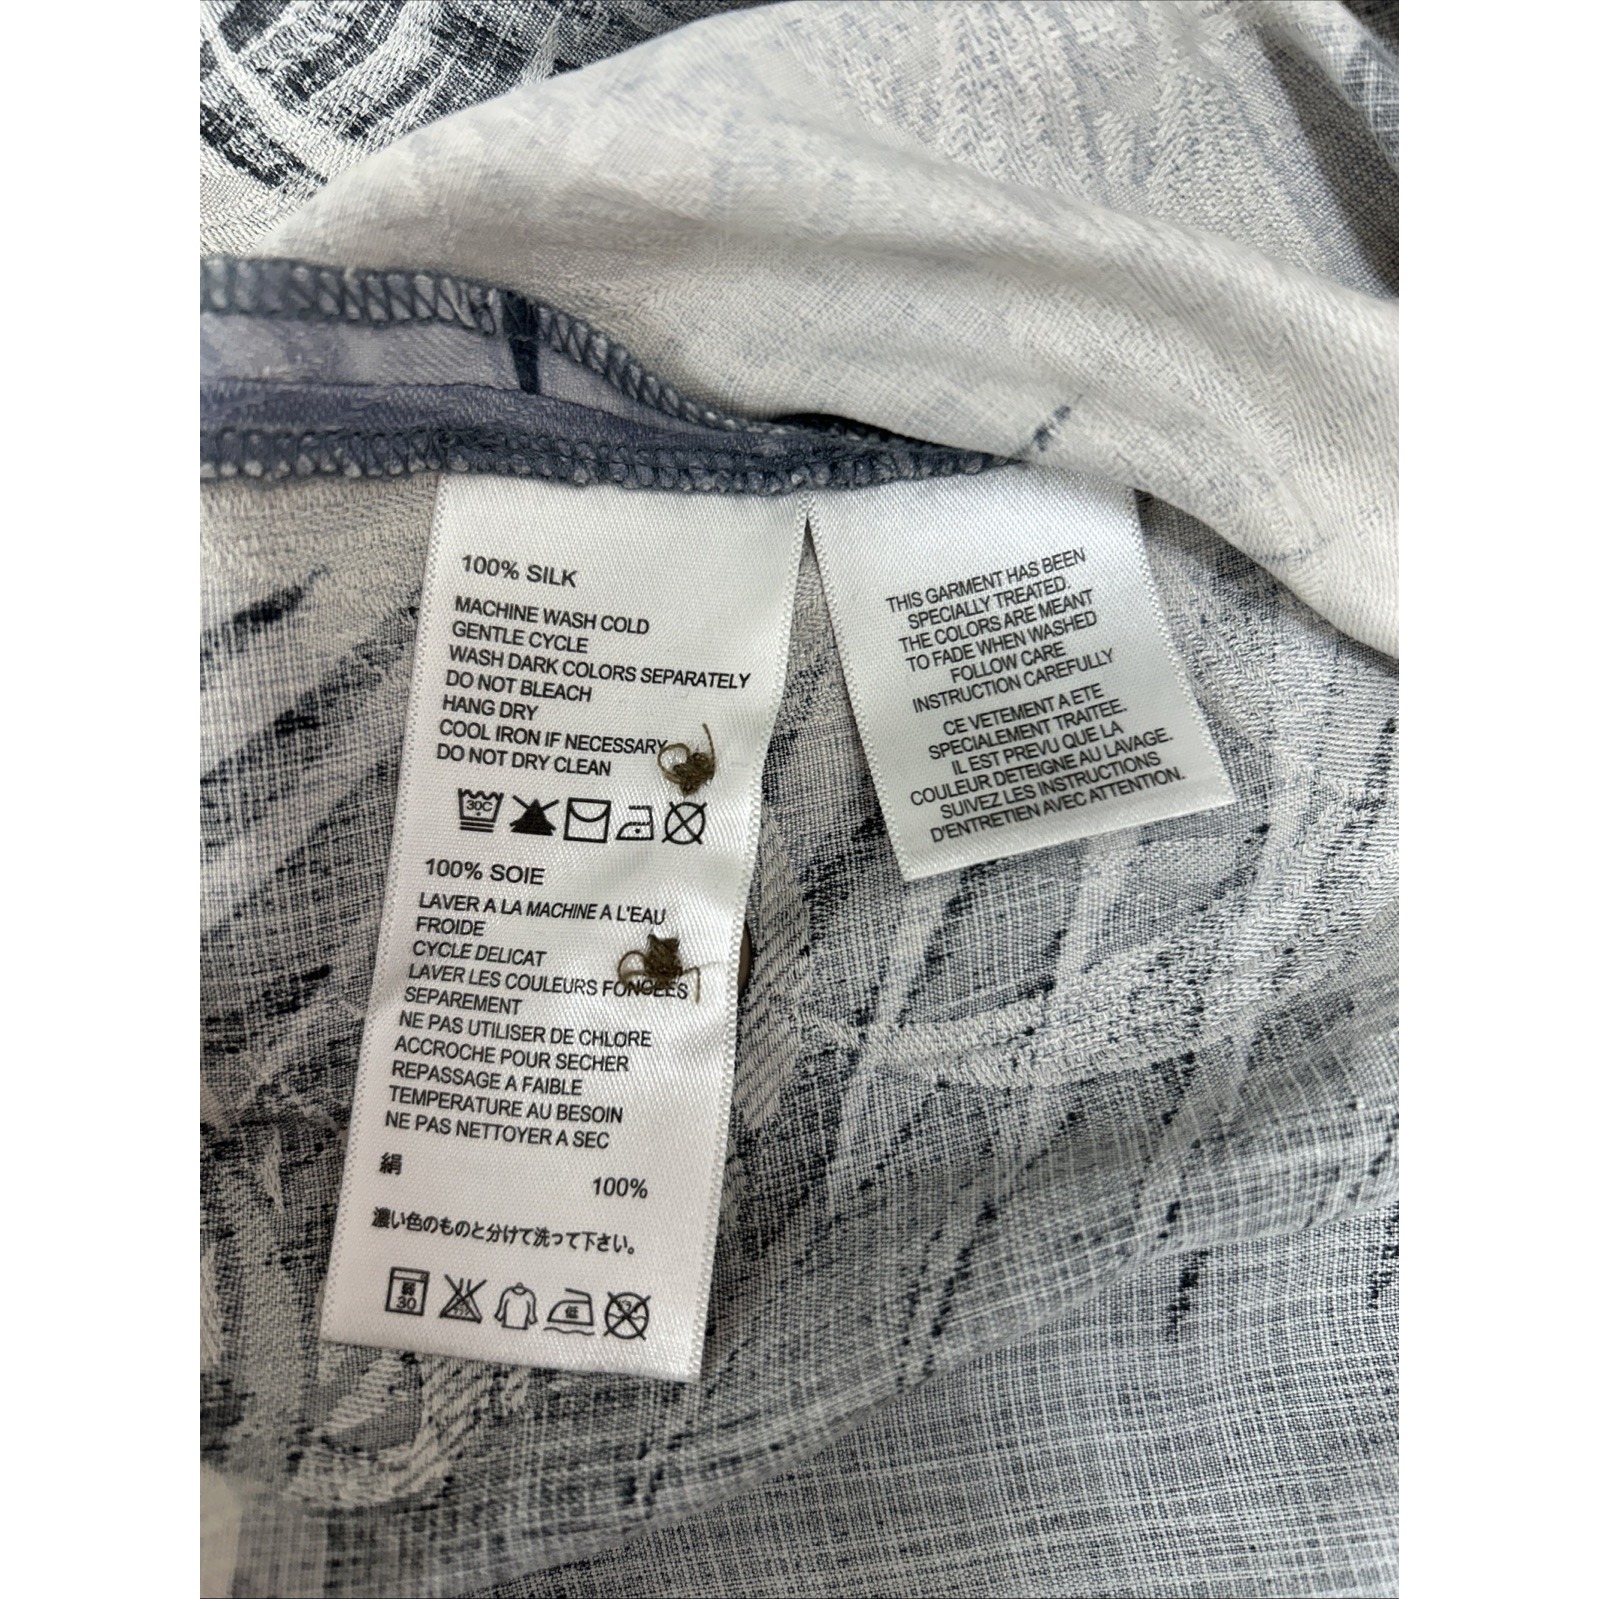 100% SILK
MACHINE WASH COLD
GENTLE CYCLE
WASH DARK COLORS SEPARATELY
DO NOT BLEACH
HANG DRY
COOL IRON IF NECESSARY
DO NOT DRY CLEAN
30C
100% SOIE
LAVER A LA MACHINE A L'EAU
FROIDE
CYCLE DELICAT
LAVER LES COULEURS FONCEES
SEPAREMENT
NE PAS UTILISER DE CHLORE
ACCROCHE POUR SECHER
REPASSAGE A FAIBLE
TEMPERATURE AU BESOIN
NE PAS NETTOYER A SEC
絹 100%
濃い色のものと分けて洗って下さい。
弱 30 低
THIS GARMENT HAS BEEN
SPECIALLY TREATED.
THE COLORS ARE MEANT
TO FADE WHEN WASHED
FOLLOW CARE
INSTRUCTION CAREFULLY
CE VETEMENT A ETE
SPECIALEMENT TRAITEE.
IL EST PREVU QUE LA
COULEUR DETEIGNE AU LAVAGE.
SUIVEZ LES INSTRUCTIONS
D'ENTRETIEN AVEC ATTENTION.